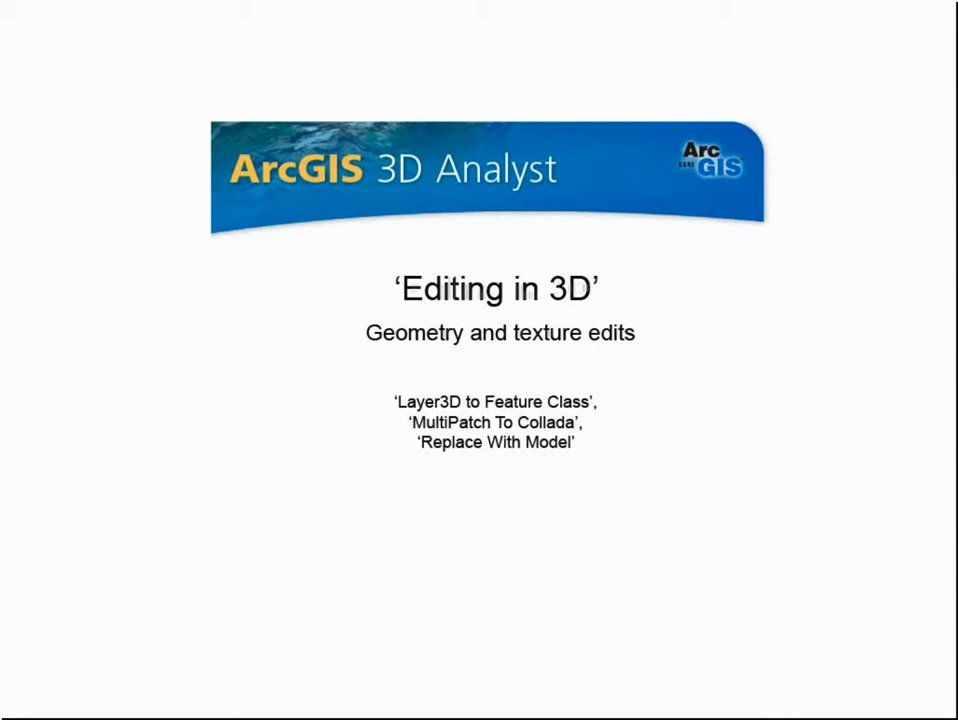 ArcGIS 3D Analyst
Arc
ESRI GIS
‘Editing in 3D’
Geometry and texture edits
‘Layer3D to Feature Class’,
‘MultiPatch To Collada’,
‘Replace With Model’